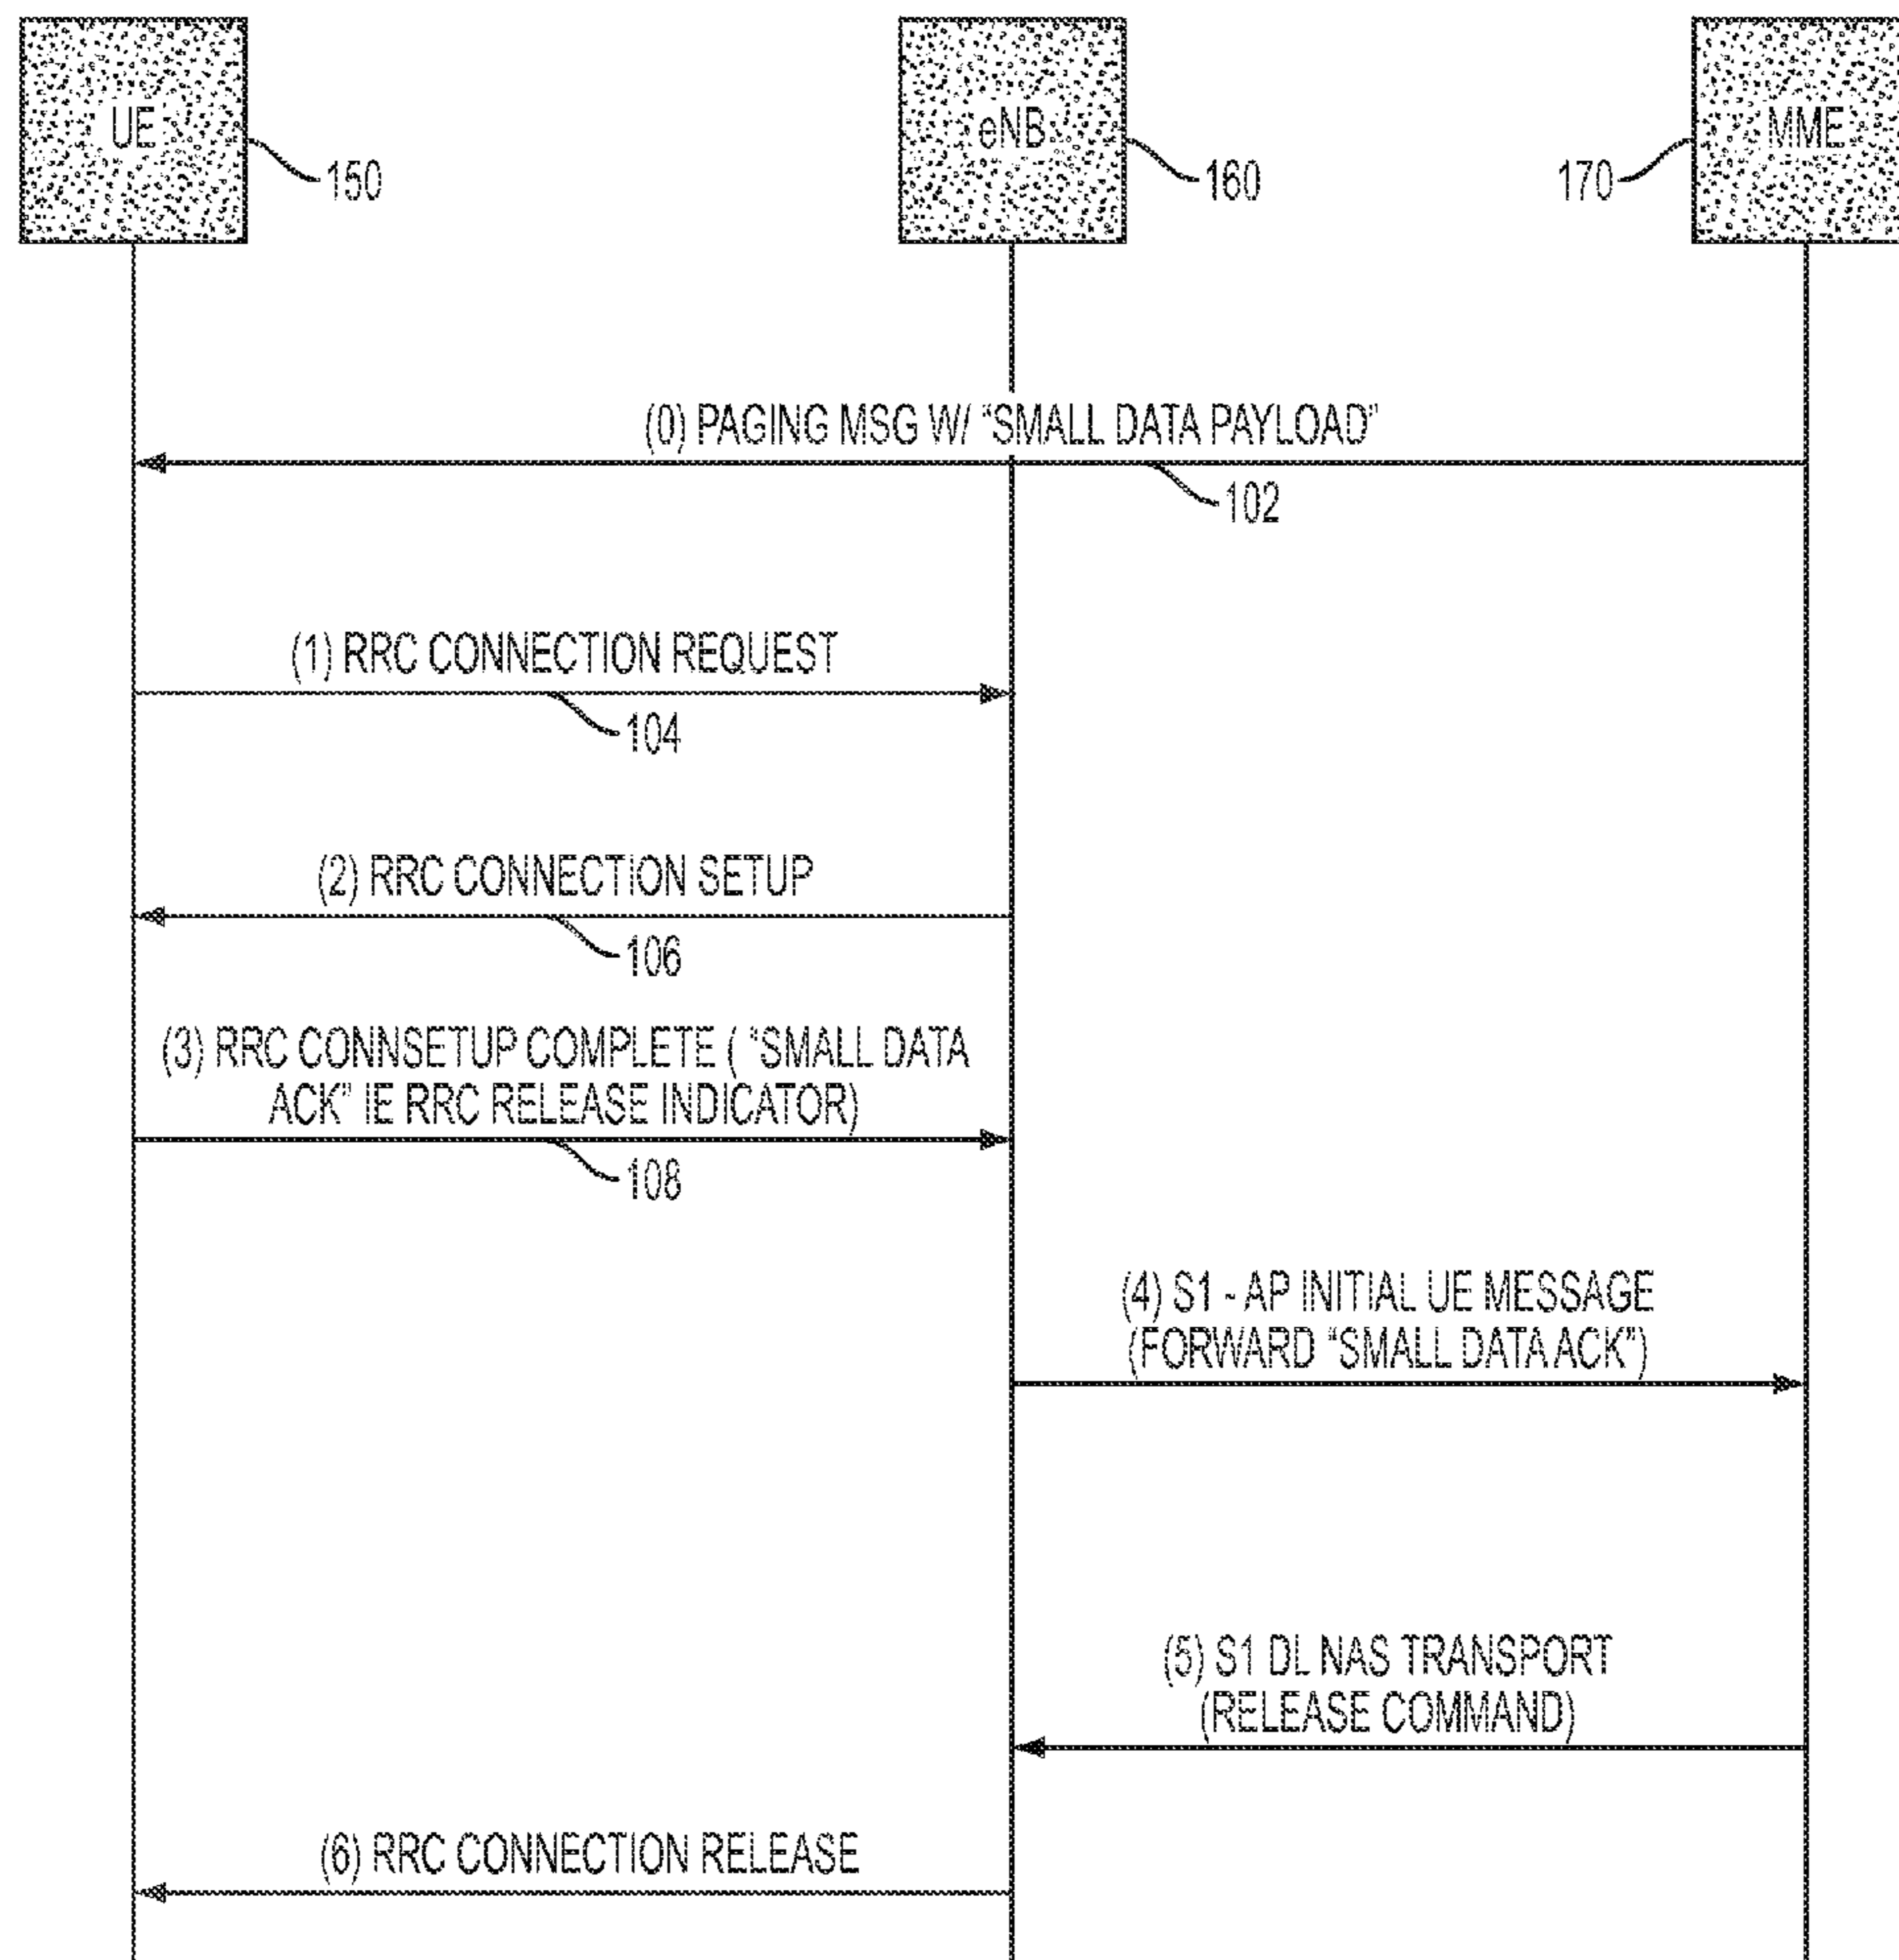 UE
eNB
MME
150
160
170
(0) PAGING MSG W/ "SMALL DATA PAYLOAD"
102
(1) RRC CONNECTION REQUEST
104
(2) RRC CONNECTION SETUP
106
(3) RRC CONNSETUP COMPLETE ( "SMALL DATA
ACK" IE RRC RELEASE INDICATOR)
108
(4) S1 - AP INITIAL UE MESSAGE
(FORWARD "SMALL DATA ACK")
(5) S1 DL NAS TRANSPORT
(RELEASE COMMAND)
(6) RRC CONNECTION RELEASE